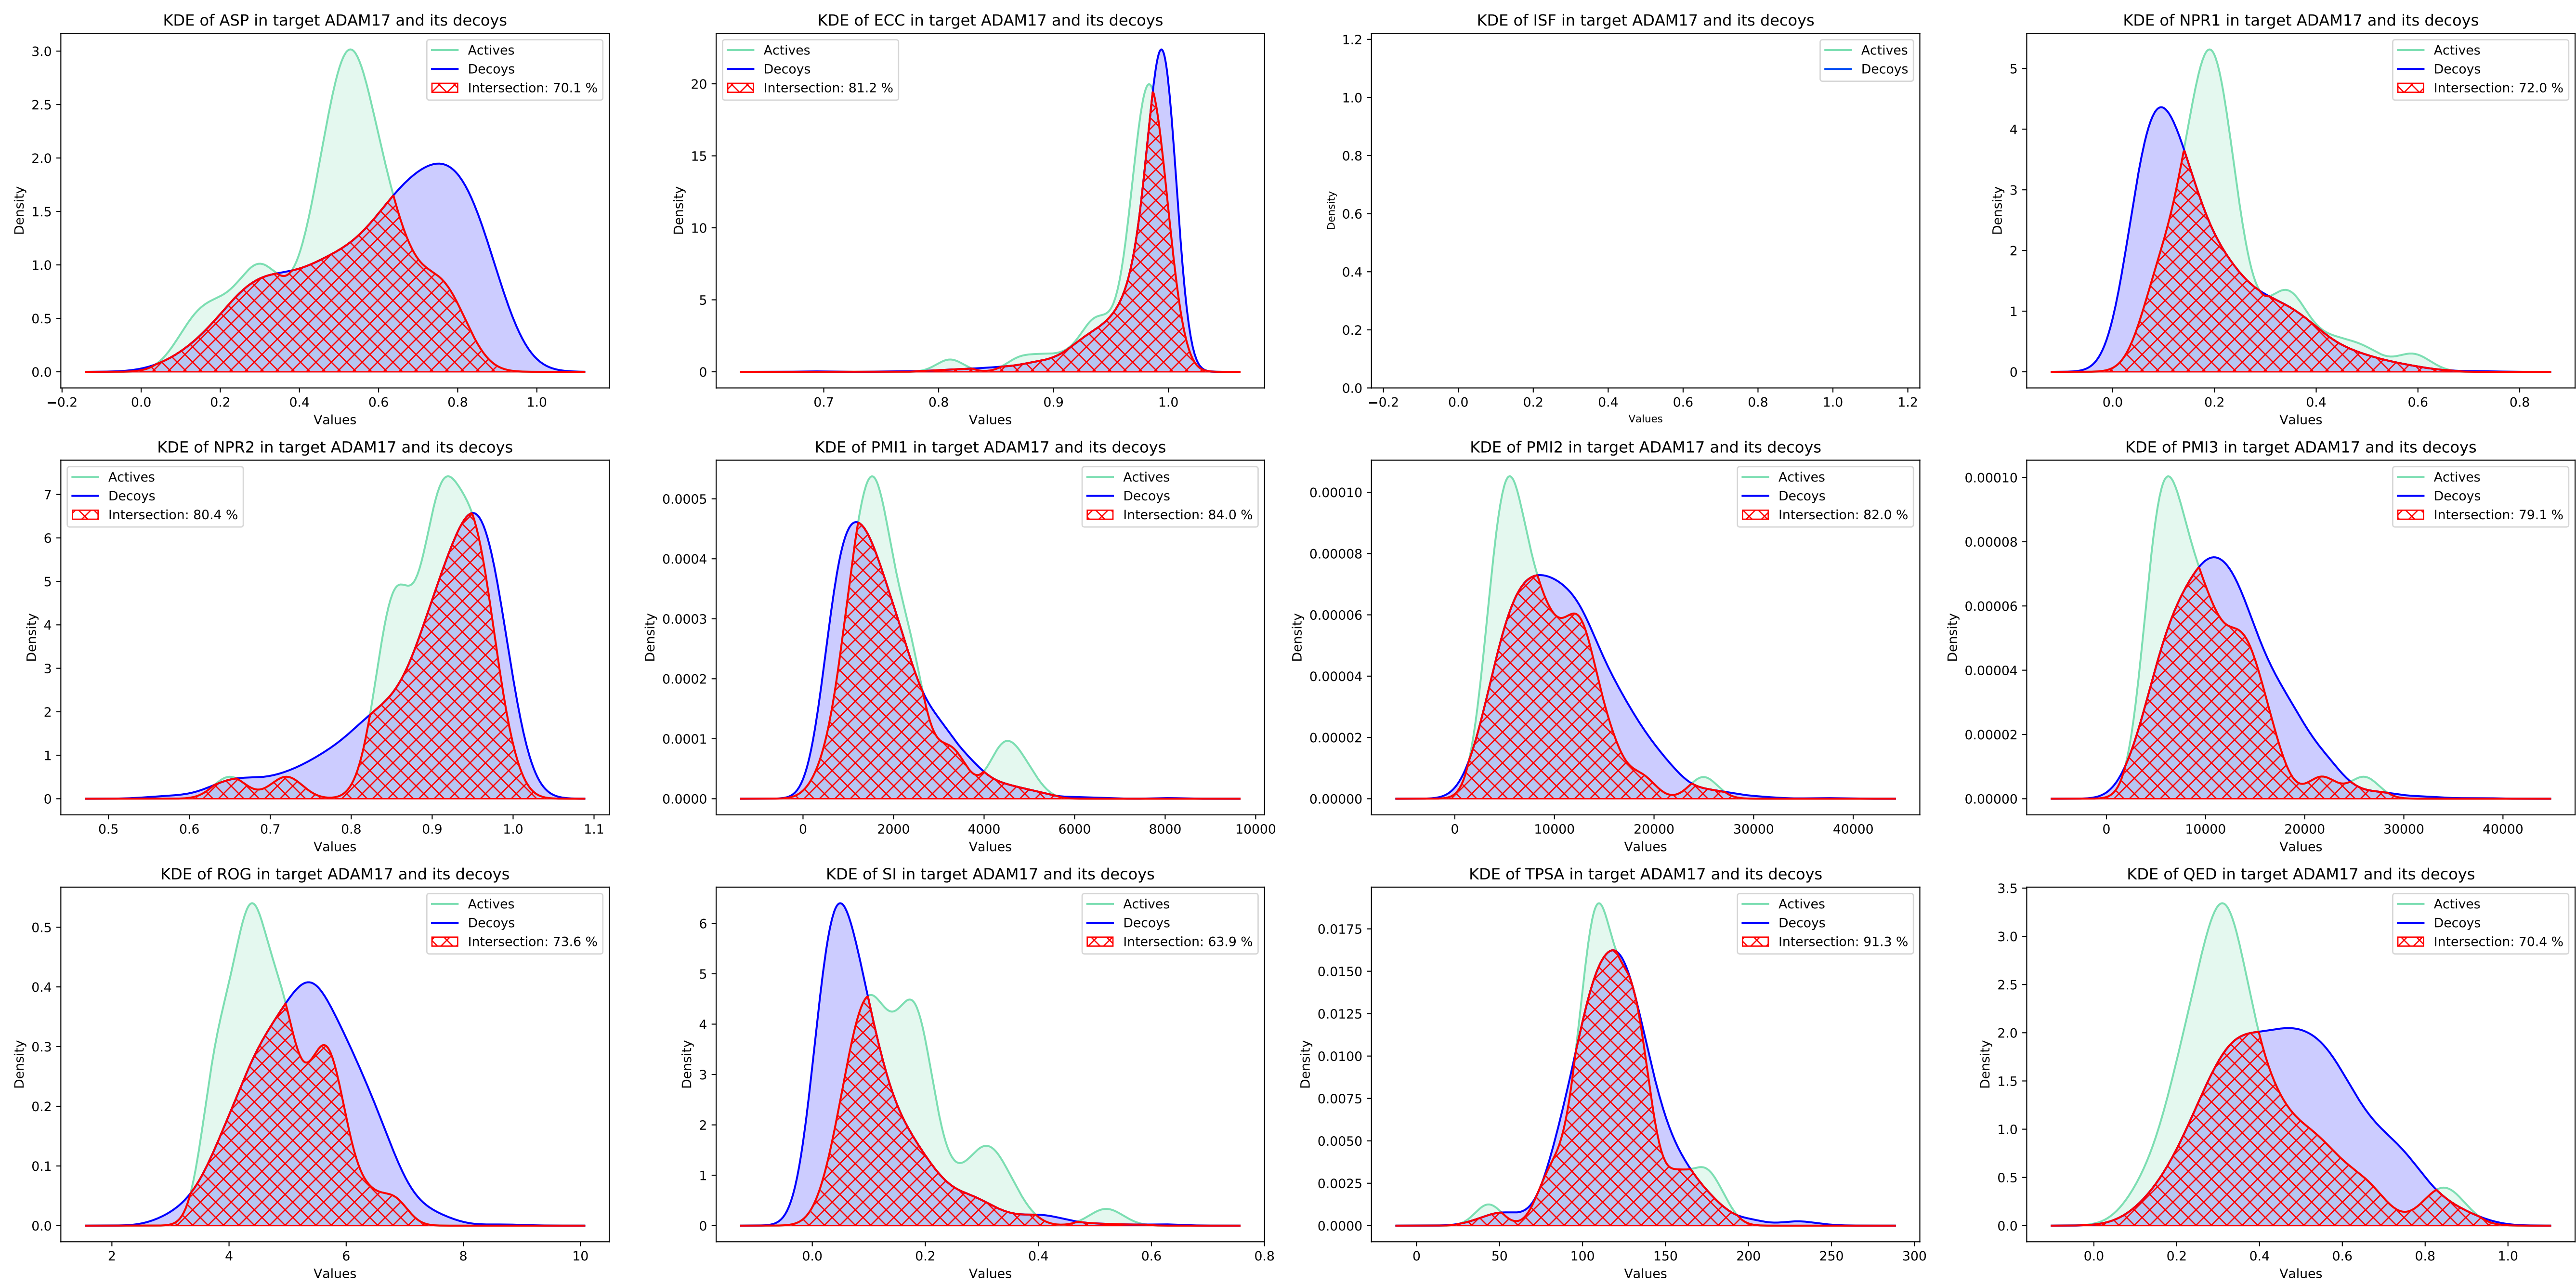 KDE of ASP in target ADAM17 and its decoys
Density
3.0
2.5
2.0
1.5
1.0
0.5
0.0
Actives
Decoys
Intersection: 70.1 %
−0.2 0.0 0.2 0.4 0.6 0.8 1.0
Values
KDE of ECC in target ADAM17 and its decoys
Density
20
15
10
5
0
Actives
Decoys
Intersection: 81.2 %
0.7 0.8 0.9 1.0
Values
KDE of ISF in target ADAM17 and its decoys
Density
1.2
1.0
0.8
0.6
0.4
0.2
0.0
Actives
Decoys
−0.2 0.0 0.2 0.4 0.6 0.8 1.0 1.2
Values
KDE of NPR1 in target ADAM17 and its decoys
Density
5
4
3
2
1
0
Actives
Decoys
Intersection: 72.0 %
0.0 0.2 0.4 0.6 0.8
Values
KDE of NPR2 in target ADAM17 and its decoys
Density
7
6
5
4
3
2
1
0
Actives
Decoys
Intersection: 80.4 %
0.5 0.6 0.7 0.8 0.9 1.0 1.1
Values
KDE of PMI1 in target ADAM17 and its decoys
Density
0.0005
0.0004
0.0003
0.0002
0.0001
0.0000
Actives
Decoys
Intersection: 84.0 %
0 2000 4000 6000 8000 10000
Values
KDE of PMI2 in target ADAM17 and its decoys
Density
0.00010
0.00008
0.00006
0.00004
0.00002
0.00000
Actives
Decoys
Intersection: 82.0 %
0 10000 20000 30000 40000
Values
KDE of PMI3 in target ADAM17 and its decoys
Density
0.00010
0.00008
0.00006
0.00004
0.00002
0.00000
Actives
Decoys
Intersection: 79.1 %
0 10000 20000 30000 40000
Values
KDE of ROG in target ADAM17 and its decoys
Density
0.5
0.4
0.3
0.2
0.1
0.0
Actives
Decoys
Intersection: 73.6 %
2 4 6 8 10
Values
KDE of SI in target ADAM17 and its decoys
Density
6
5
4
3
2
1
0
Actives
Decoys
Intersection: 63.9 %
0.0 0.2 0.4 0.6 0.8
Values
KDE of TPSA in target ADAM17 and its decoys
Density
0.0175
0.0150
0.0125
0.0100
0.0075
0.0050
0.0025
0.0000
Actives
Decoys
Intersection: 91.3 %
0 50 100 150 200 250 300
Values
KDE of QED in target ADAM17 and its decoys
Density
3.5
3.0
2.5
2.0
1.5
1.0
0.5
0.0
Actives
Decoys
Intersection: 70.4 %
0.0 0.2 0.4 0.6 0.8 1.0
Values